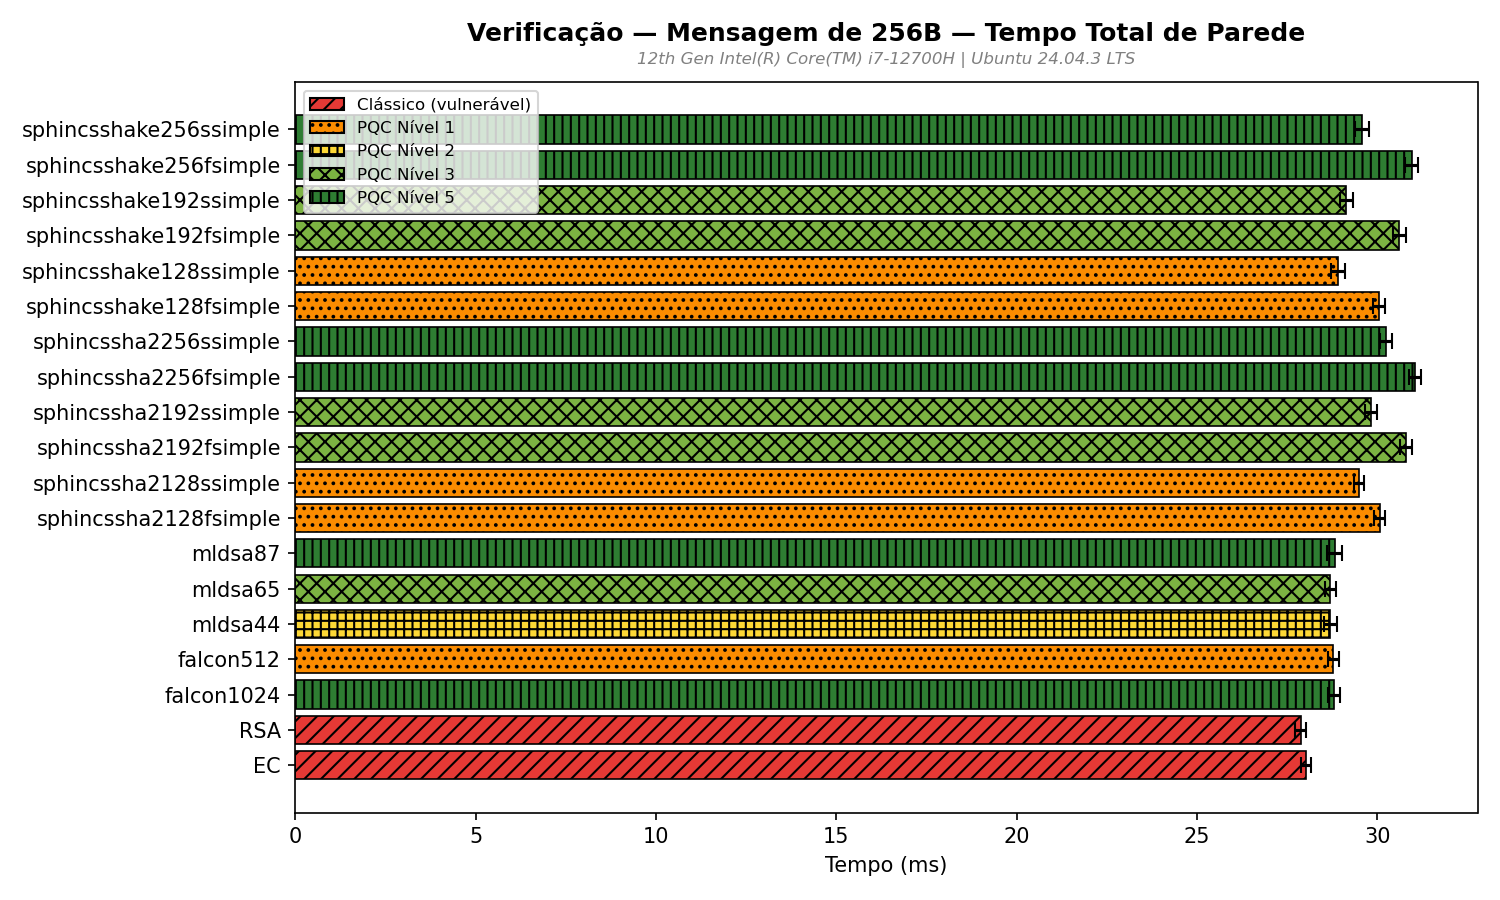 Verificação — Mensagem de 256B — Tempo Total de Parede
12th Gen Intel(R) Core(TM) i7-12700H | Ubuntu 24.04.3 LTS
Clássico (vulnerável)
PQC Nível 1
PQC Nível 2
PQC Nível 3
PQC Nível 5
sphincsshake256ssimple
sphincsshake256fsimple
sphincsshake192ssimple
sphincsshake192fsimple
sphincsshake128ssimple
sphincsshake128fsimple
sphincssha2256ssimple
sphincssha2256fsimple
sphincssha2192ssimple
sphincssha2192fsimple
sphincssha2128ssimple
sphincssha2128fsimple
mldsa87
mldsa65
mldsa44
falcon512
falcon1024
RSA
EC
0 5 10 15 20 25 30
Tempo (ms)